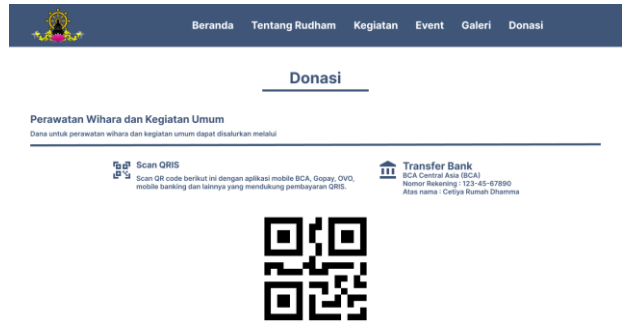 Beranda Tentang Rudham Kegiatan Event Galeri Donasi
Donasi
Perawatan Wihara dan Kegiatan Umum
Dana untuk perawatan wihara dan kegiatan umum dapat disalurkan melalui
Scan QRIS
Scan QR code berikut ini dengan aplikasi mobile BCA, Gopay, OVO,
mobile banking dan lainnya yang mendukung pembayaran QRIS.
Transfer Bank
BCA Central Asia (BCA)
Nomor Rekening : 123-45-67890
Atas nama : Cetiya Rumah Dhamma